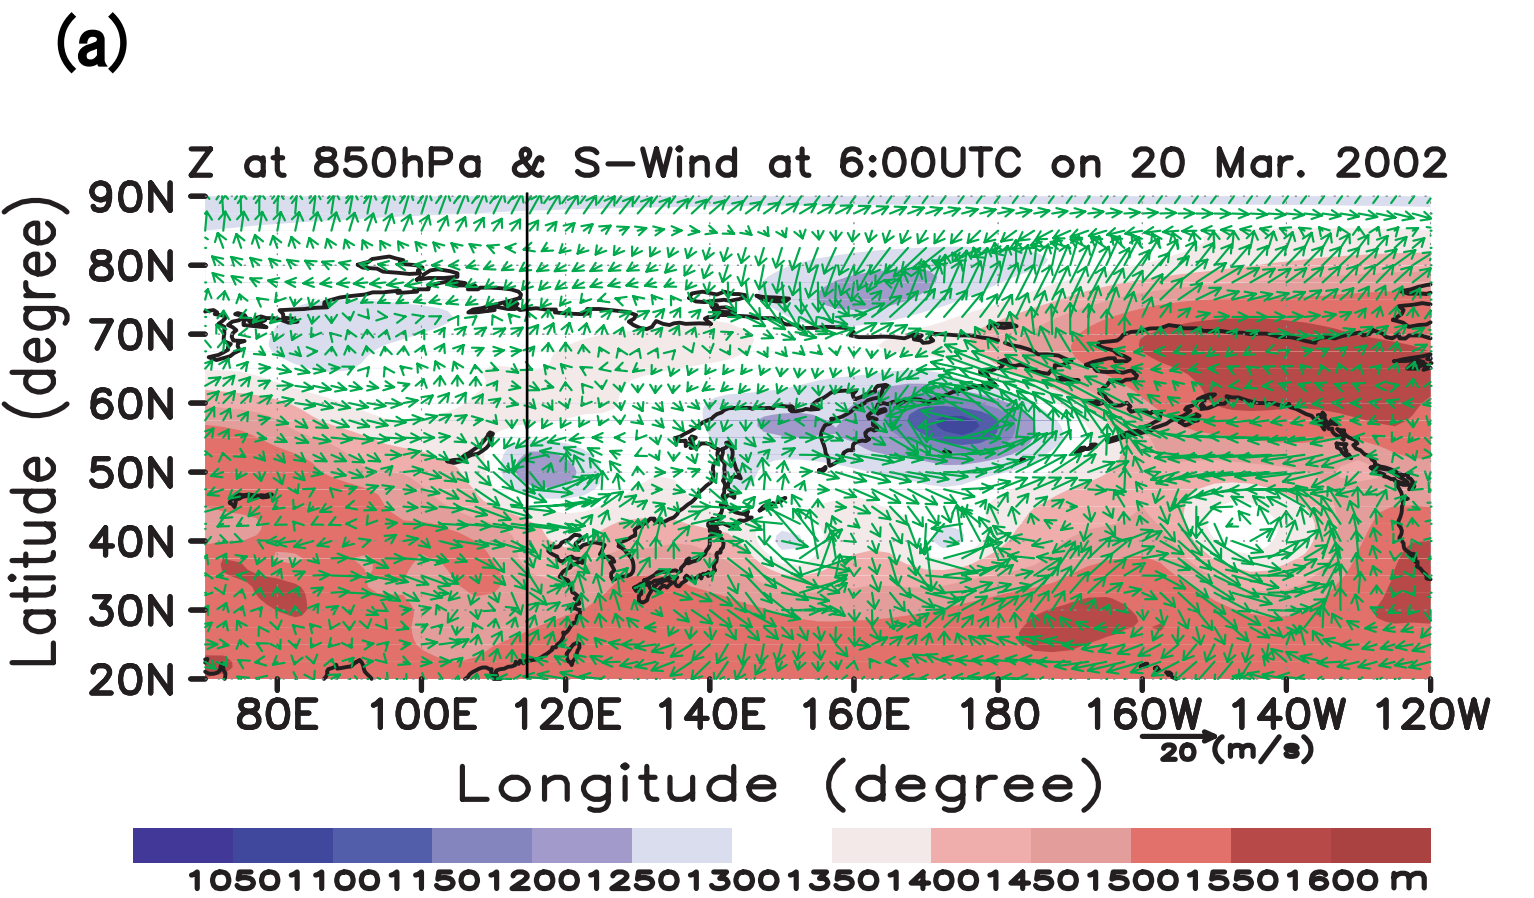 (a)
Z at 850hPa & S-Wind at 6:00UTC on 20 Mar. 2002
90N
80N
70N
60N
50N
40N
30N
20N
Latitude (degree)
80E 100E 120E 140E 160E 180 160W 140W 120W
20 (m/s)
Longitude (degree)
1050 1100 1150 1200 1250 1300 1350 1400 1450 1500 1550 1600 m